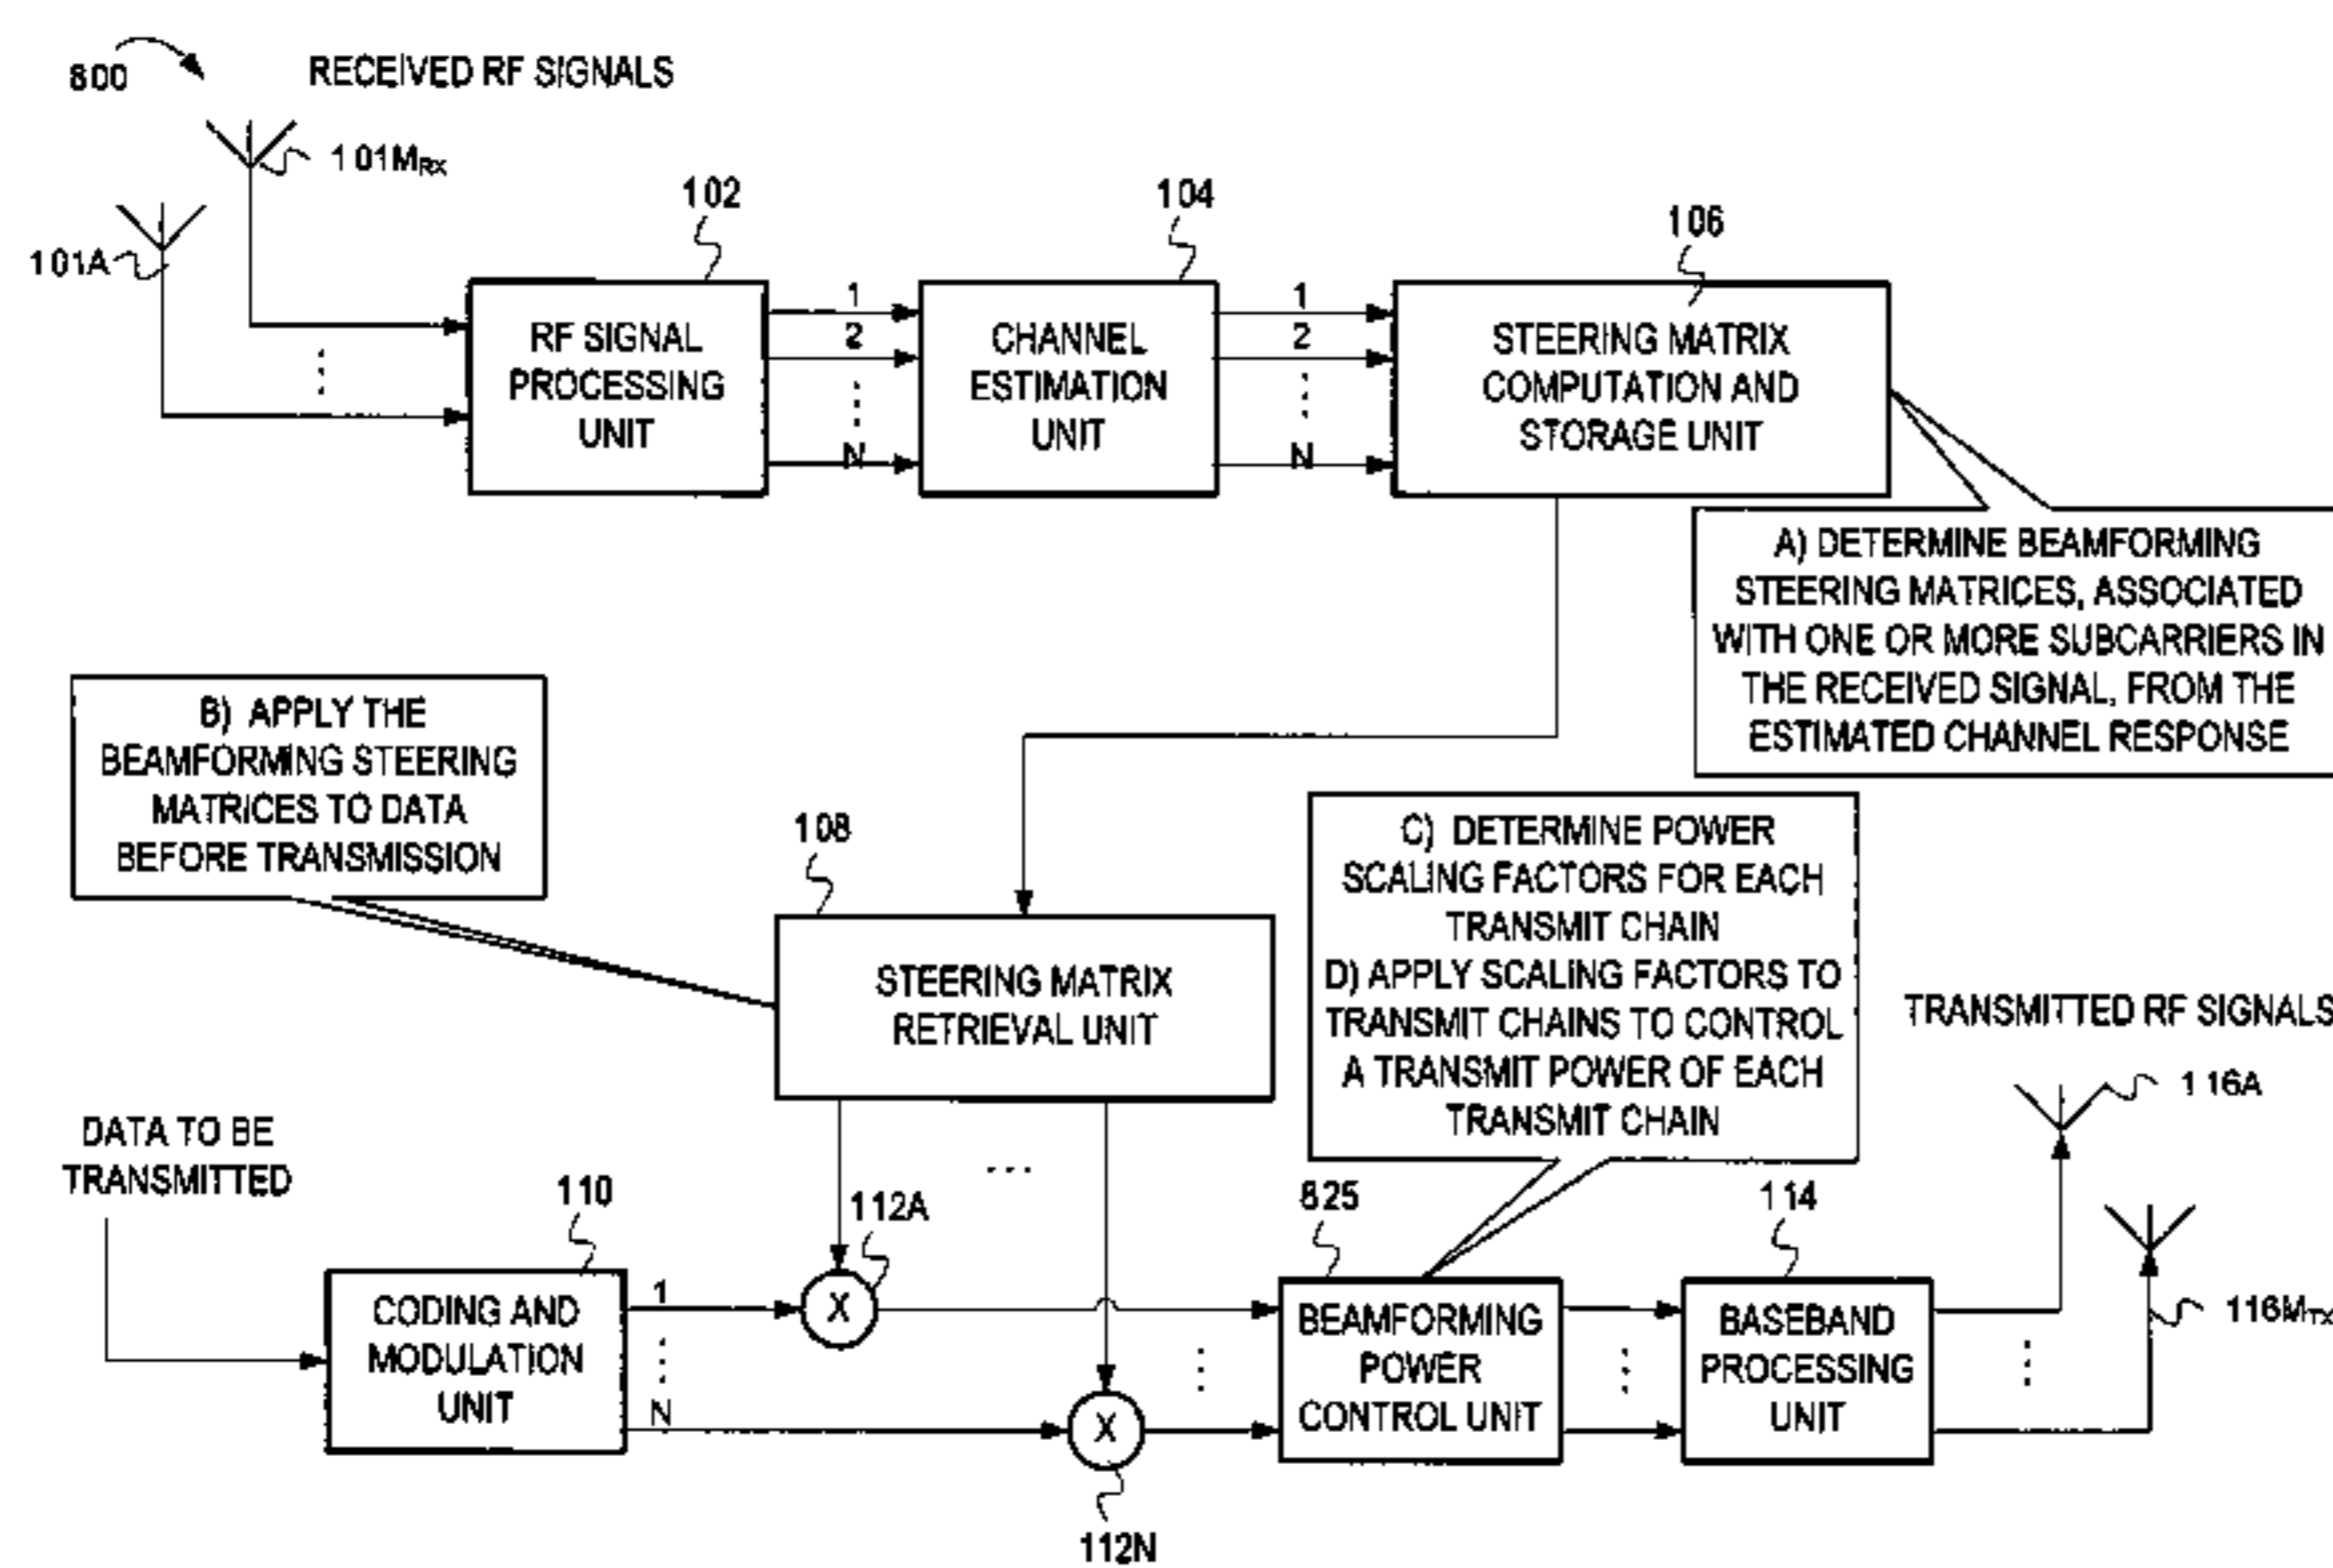 800
RECEIVED RF SIGNALS
101MRX
101A
102
104
106
RF SIGNAL
PROCESSING
UNIT
1
2
N
CHANNEL
ESTIMATION
UNIT
1
2
N
STEERING MATRIX
COMPUTATION AND
STORAGE UNIT
A) DETERMINE BEAMFORMING
STEERING MATRICES, ASSOCIATED
WITH ONE OR MORE SUBCARRIERS IN
THE RECEIVED SIGNAL, FROM THE
ESTIMATED CHANNEL RESPONSE
B) APPLY THE
BEAMFORMING STEERING
MATRICES TO DATA
BEFORE TRANSMISSION
108
STEERING MATRIX
RETRIEVAL UNIT
C) DETERMINE POWER
SCALING FACTORS FOR EACH
TRANSMIT CHAIN
D) APPLY SCALING FACTORS TO
TRANSMIT CHAINS TO CONTROL
A TRANSMIT POWER OF EACH
TRANSMIT CHAIN
TRANSMITTED RF SIGNALS
116A
116MTX
DATA TO BE
TRANSMITTED
110
CODING AND
MODULATION
UNIT
1
N
112A
X
X
112N
825
BEAMFORMING
POWER
CONTROL UNIT
114
BASEBAND
PROCESSING
UNIT